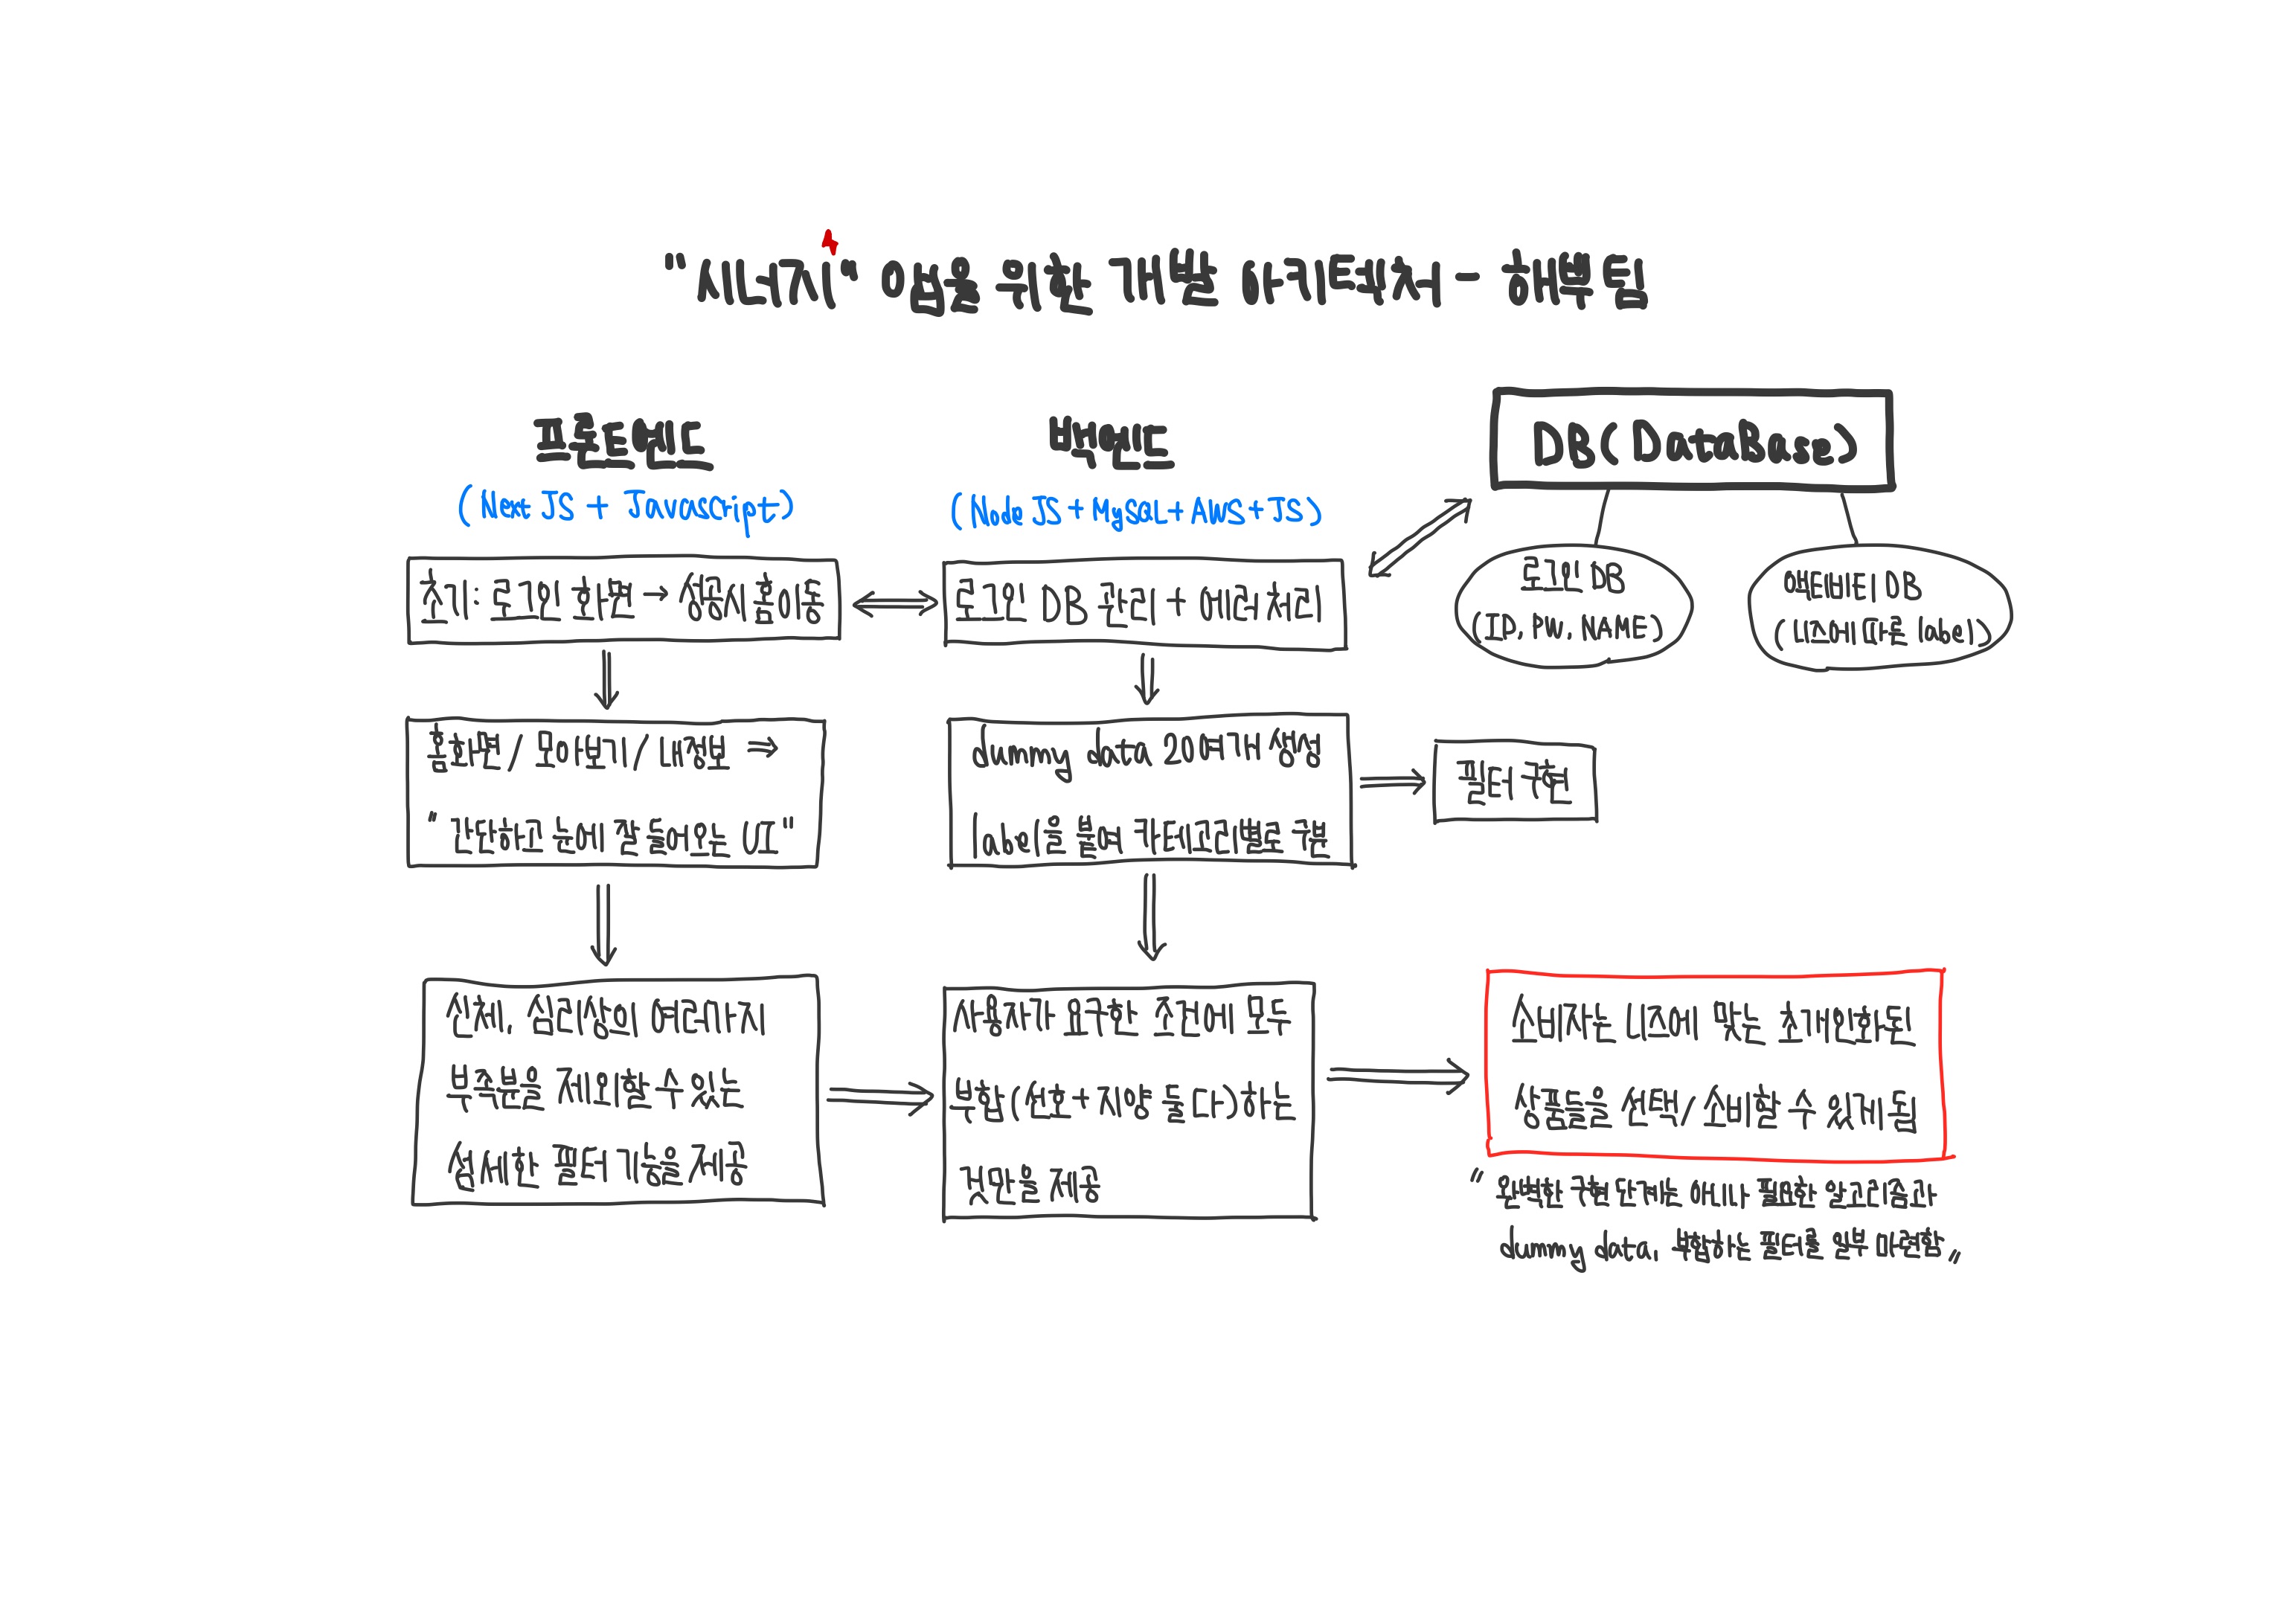 "시너지4" 앱을 위한 개발 아키텍처 - 해뿌팀
프론트엔드
(Next JS + Javascript)
초기: 로그인 화면 → 성공시 홈 이동
홈화면/모아보기/내정보 ⇒
"간단하고 눈에 잘 들어오는 UI"
신체, 심리상의 여러가지
부족분을 제외할 수 있는
섬세한 필터 기능을 제공
백엔드
(Node JS + MySQL + AWS + JS)
로그인 DB 관리 + 에러 처리
dummy data 20여개 생성
label을 붙여 카테고리별로 구분
사용자가 요구한 조건에 모두
부합(선호 + 지양 둘 다)하는
것만을 제공
DB(DataBase)
로그인 DB
(ID, PW, NAME)
액티비티 DB
(니즈에 따른 label)
필터 구현
소비자는 니즈에 맞는 초개인화된
상품들을 선택/소비할 수 있게 됨
"완벽한 구현 단계는 아니나 필요한 알고리즘과
dummy data, 부합하는 필터를 일부 마련함"